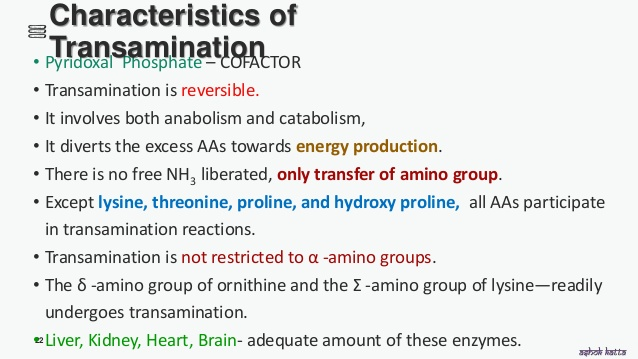 Characteristics of
Transamination
• Pyridoxal Phosphate – COFACTOR
• Transamination is reversible.
• It involves both anabolism and catabolism,
• It diverts the excess AAs towards energy production.
• There is no free NH3 liberated, only transfer of amino group.
• Except lysine, threonine, proline, and hydroxy proline, all AAs participate
in transamination reactions.
• Transamination is not restricted to α -amino groups.
• The δ -amino group of ornithine and the Σ -amino group of lysine—readily
undergoes transamination.
• Liver, Kidney, Heart, Brain- adequate amount of these enzymes.
22
Ashok Katta